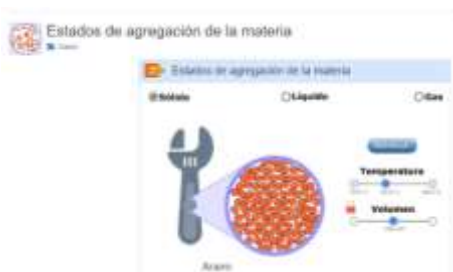 Estados de agregación de la materia
Estados de agregación de la materia
Sólido
Líquido
Gas
Temperatura
Volumen
Acero